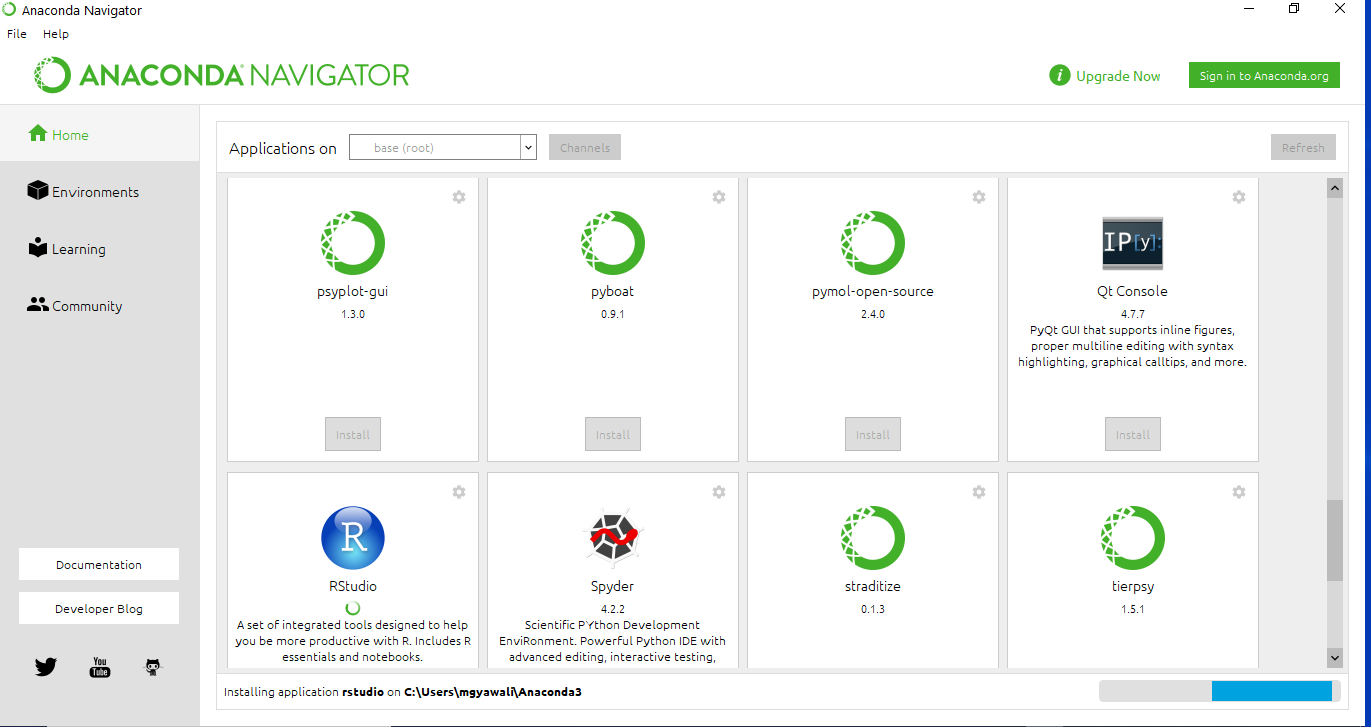 Anaconda Navigator
File Help
ANACONDA NAVIGATOR
i Upgrade Now
Sign in to Anaconda.org
Home
Environments
Learning
Community
Documentation
Developer Blog
You
Tube
Applications on base (root) Channels Refresh
psyplot-gui
1.3.0
Install
pyboat
0.9.1
Install
pymol-open-source
2.4.0
Install
IP[y]:
Qt Console
4.7.7
PyQt GUI that supports inline figures,
proper multiline editing with syntax
highlighting, graphical calltips, and more.
Install
R
RStudio
A set of integrated tools designed to help
you be more productive with R. Includes R
essentials and notebooks.
Spyder
4.2.2
Scientific PYthon Development
EnviRonment. Powerful Python IDE with
advanced editing, interactive testing,
straditize
0.1.3
tierpsy
1.5.1
Installing application rstudio on C:\Users\mgyawali\Anaconda3